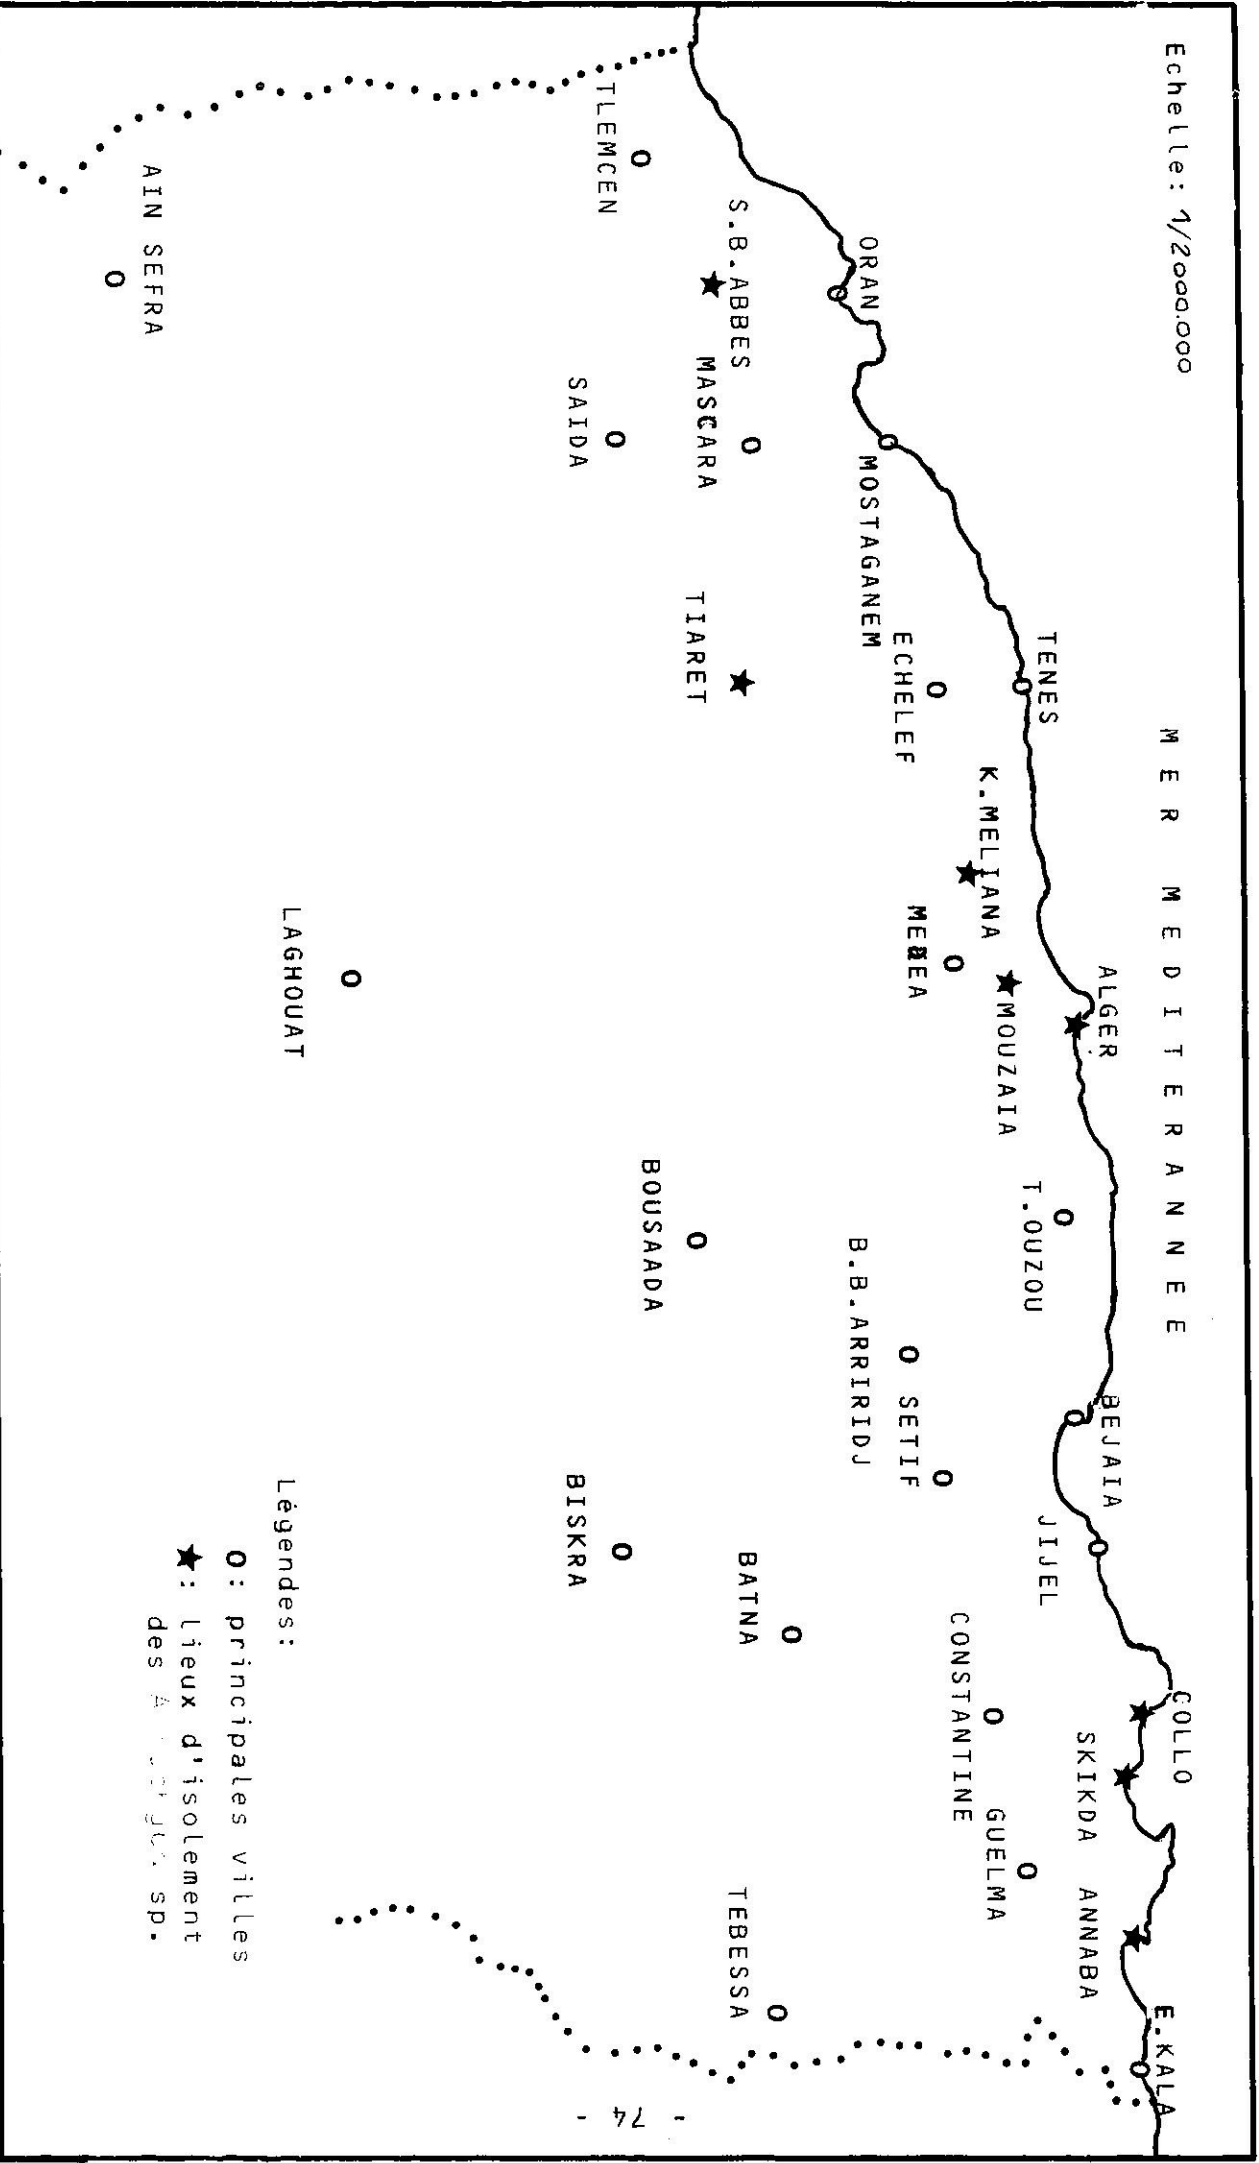 Echelle: 1/2000.000
MER MEDITERANNEE
COLLO
E.KALA
ALGER
BEJAIA
SKIKDA
ANNABA
TENES
JIJEL
T.OUZOU
K.MELIANA
MOUZAIA
GUELMA
CONSTANTINE
ECHELEF
MEDEA
SETIF
ORAN
MOSTAGANEM
B.B.ARRIRIDJ
S.B.ABBES
MASCARA
TIARET
BATNA
TEBESSA
BOUSAADA
TLEMCEN
SAIDA
BISKRA
LAGHOUAT
AIN SEFRA
Légendes:
O: principales villes
★: lieux d'isolement
des sp.
- 74 -